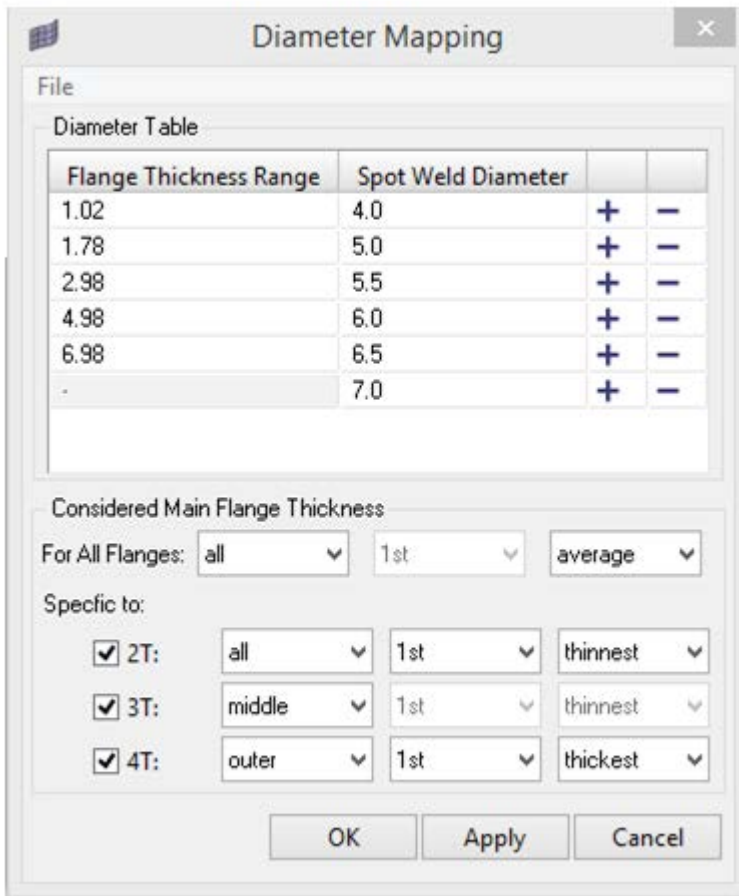 Diameter Mapping
File
Diameter Table
Flange Thickness Range Spot Weld Diameter
1.02 4.0 + −
1.78 5.0 + −
2.98 5.5 + −
4.98 6.0 + −
6.98 6.5 + −
- 7.0 + −
Considered Main Flange Thickness
For All Flanges: all 1st average
Specfic to:
2T: all 1st thinnest
3T: middle 1st thinnest
4T: outer 1st thickest
OK Apply Cancel